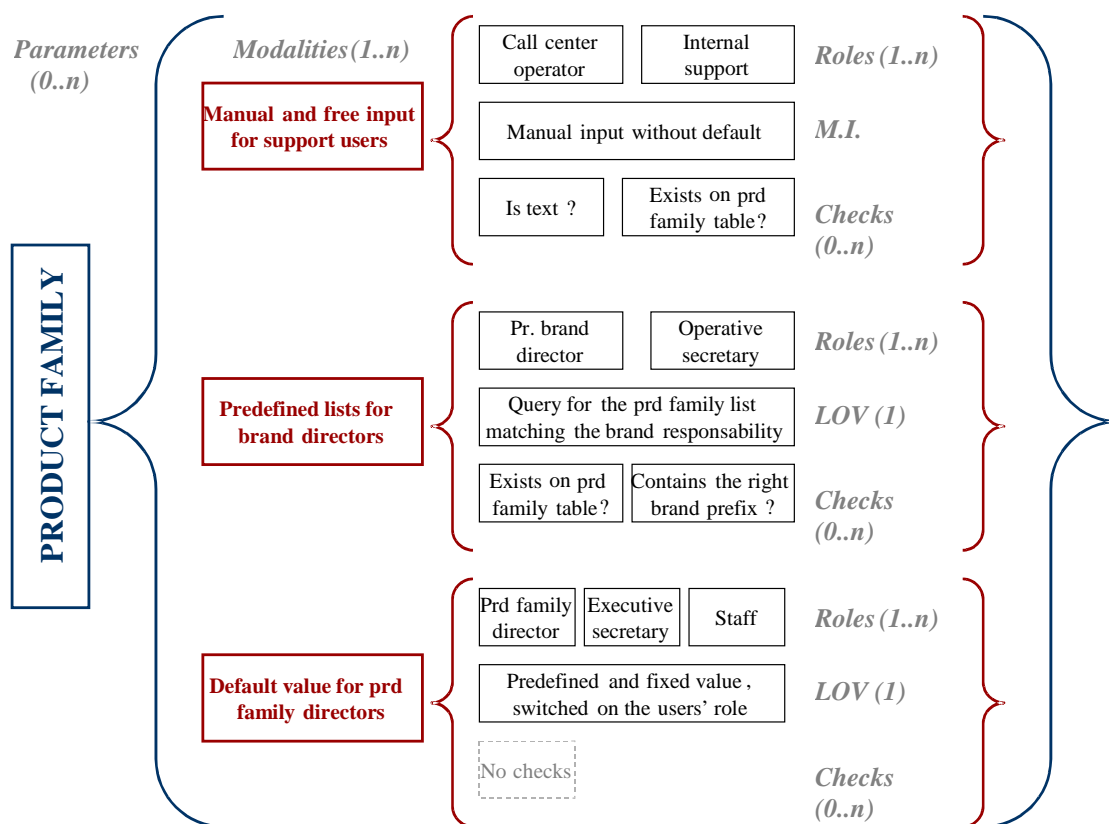 Parameters
(0..n)
PRODUCT FAMILY
Modalities (1..n)
Manual and free input
for support users
Call center
operator
Internal
support
Roles (1..n)
Manual input without default
M.I.
Is text ?
Exists on prd
family table?
Checks
(0..n)
Predefined lists for
brand directors
Pr. brand
director
Operative
secretary
Roles (1..n)
Query for the prd family list
matching the brand responsability
LOV (1)
Exists on prd
family table?
Contains the right
brand prefix ?
Checks
(0..n)
Default value for prd
family directors
Prd family
director
Executive
secretary
Staff
Roles (1..n)
Predefined and fixed value ,
switched on the users' role
LOV (1)
No checks
Checks
(0..n)